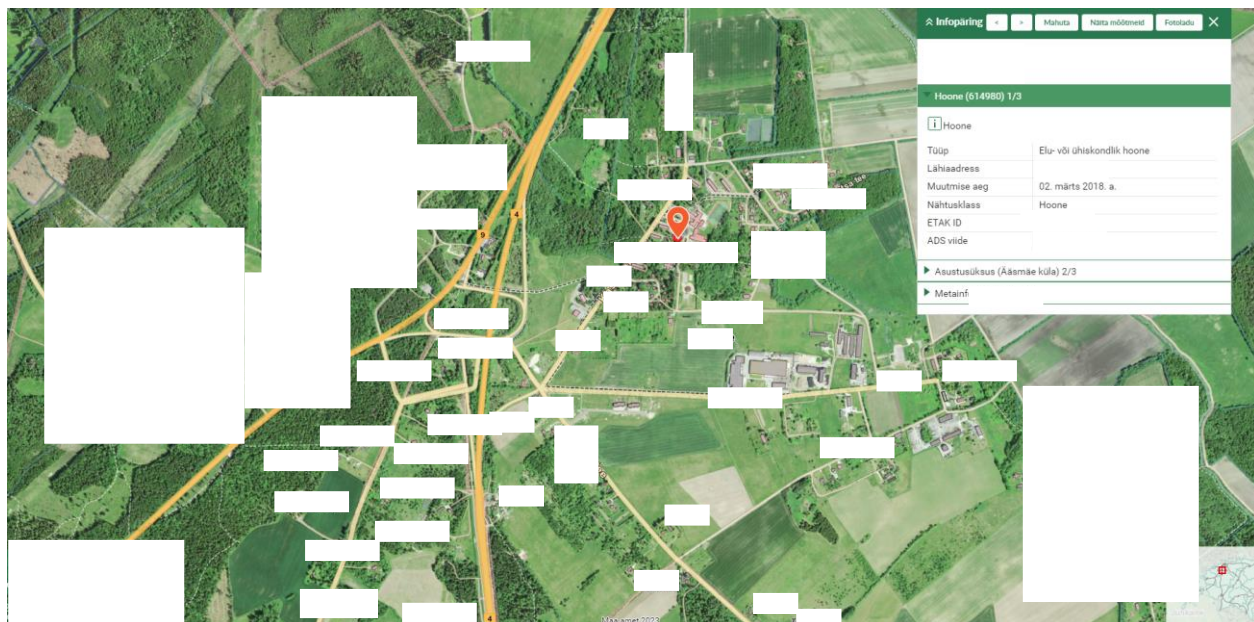 Infopäring < > Mahuta Näita mõõtmeid Fotoladu
Hoone (614980) 1/3
i Hoone
Tüüp Elu- või ühiskondlik hoone
Lähiaadress
Muutmise aeg 02. märts 2018. a.
Nähtusklass Hoone
ETAK ID
ADS viide
Asustusüksus (Ääsmäe küla) 2/3
Metainf
4
9
4
Maa-amet 2023